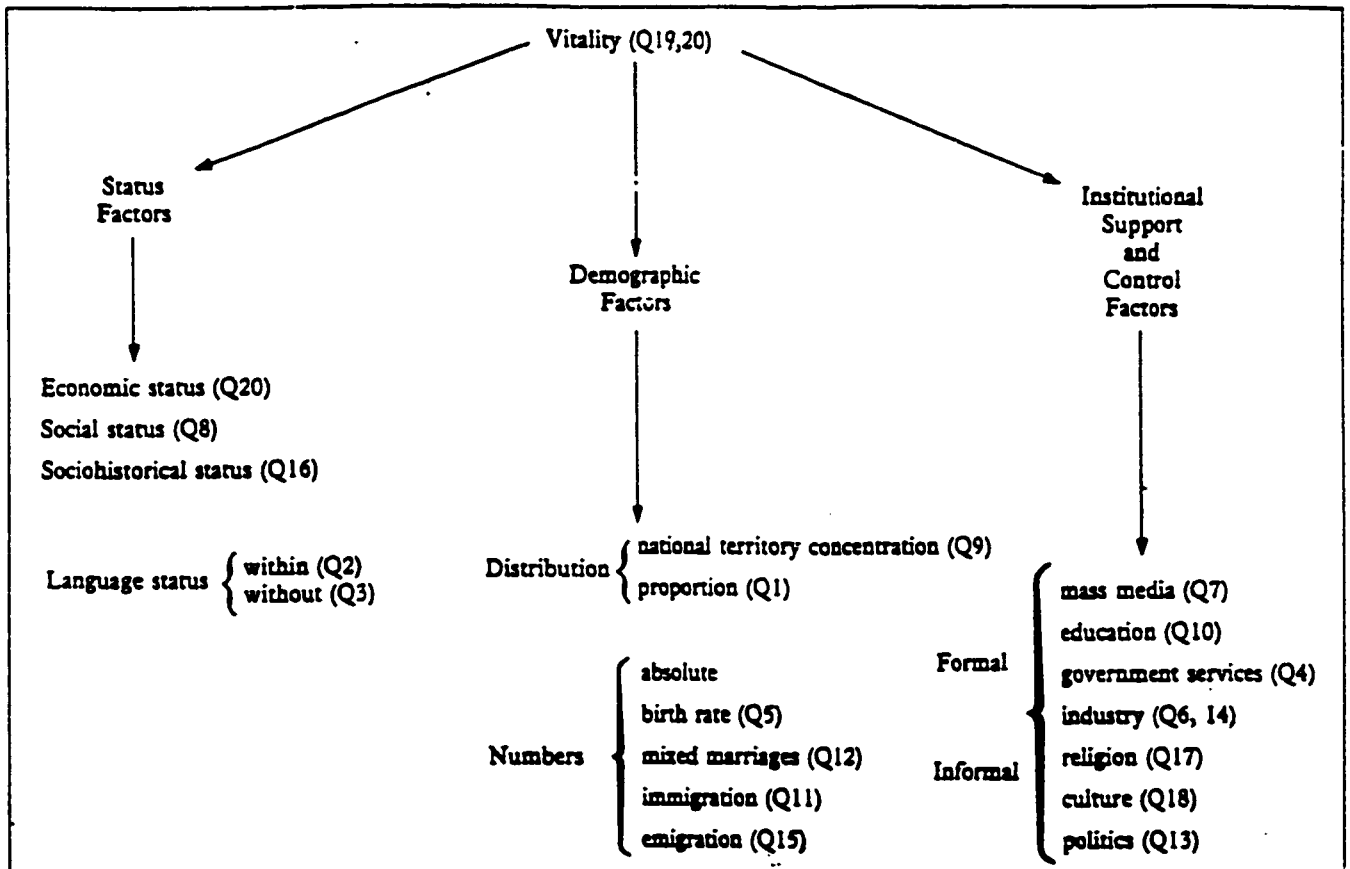 Vitality (Q19,20)
Status
Factors
Economic status (Q20)
Social status (Q8)
Sociohistorical status (Q16)
Language status
within (Q2)
without (Q3)
Demographic
Factors
Distribution
national territory concentration (Q9)
proportion (Q1)
Numbers
absolute
birth rate (Q5)
mixed marriages (Q12)
immigration (Q11)
emigration (Q15)
Institutional
Support
and
Control
Factors
Formal
Informal
mass media (Q7)
education (Q10)
government services (Q4)
industry (Q6, 14)
religion (Q17)
culture (Q18)
politics (Q13)